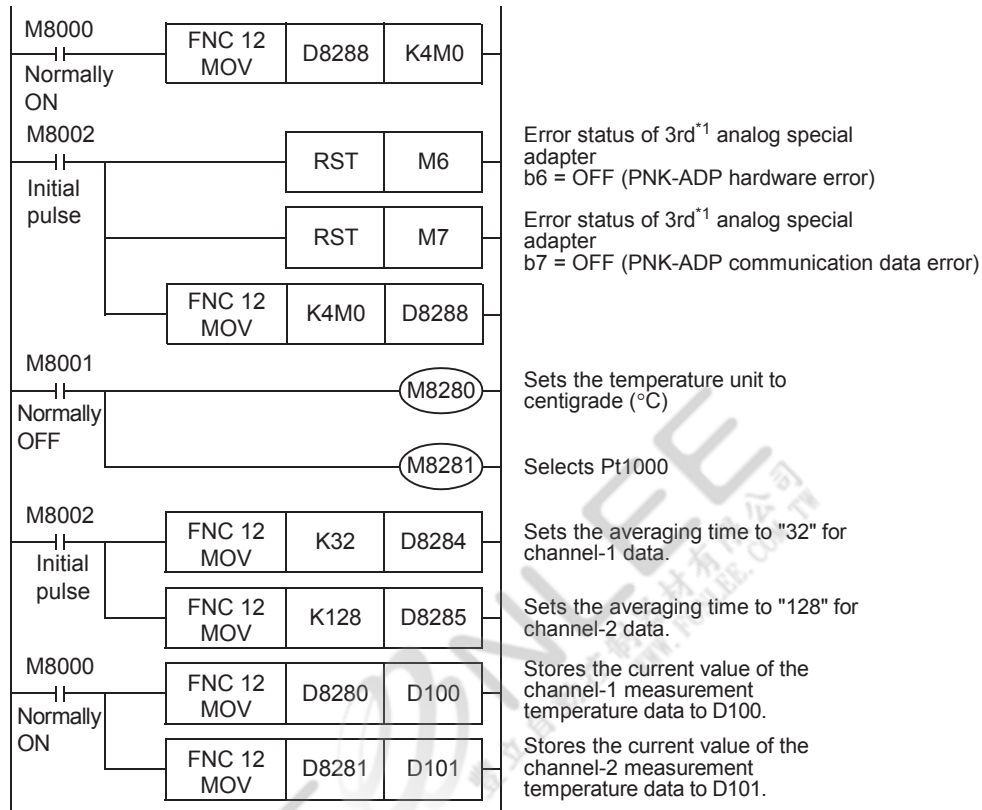 M8000
Normally
ON
FNC 12
MOV
D8288
K4M0
M8002
Initial
pulse
RST
M6
Error status of 3rd*1 analog special
adapter
b6 = OFF (PNK-ADP hardware error)
RST
M7
Error status of 3rd*1 analog special
adapter
b7 = OFF (PNK-ADP communication data error)
FNC 12
MOV
K4M0
D8288
M8001
Normally
OFF
M8280
Sets the temperature unit to
centigrade (°C)
M8281
Selects Pt1000
M8002
Initial
pulse
FNC 12
MOV
K32
D8284
Sets the averaging time to "32" for
channel-1 data.
FNC 12
MOV
K128
D8285
Sets the averaging time to "128" for
channel-2 data.
M8000
Normally
ON
FNC 12
MOV
D8280
D100
Stores the current value of the
channel-1 measurement
temperature data to D100.
FNC 12
MOV
D8281
D101
Stores the current value of the
channel-2 measurement
temperature data to D101.